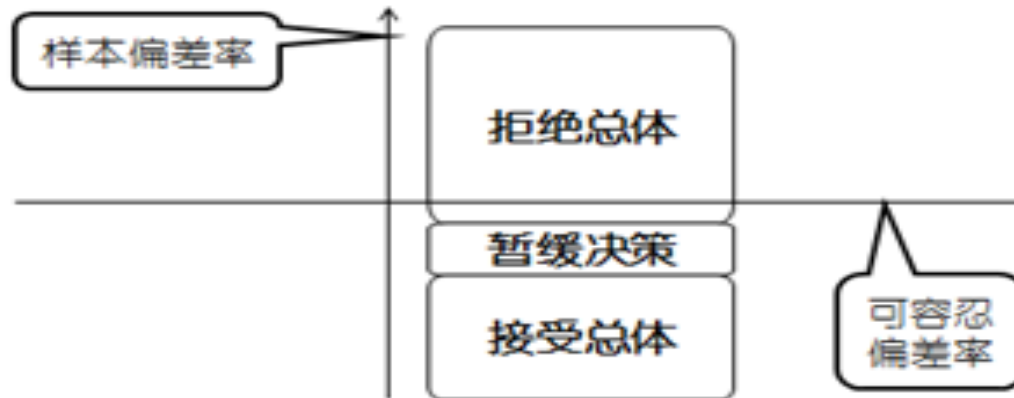 样本偏差率
拒绝总体
暂缓决策
接受总体
可容忍
偏差率